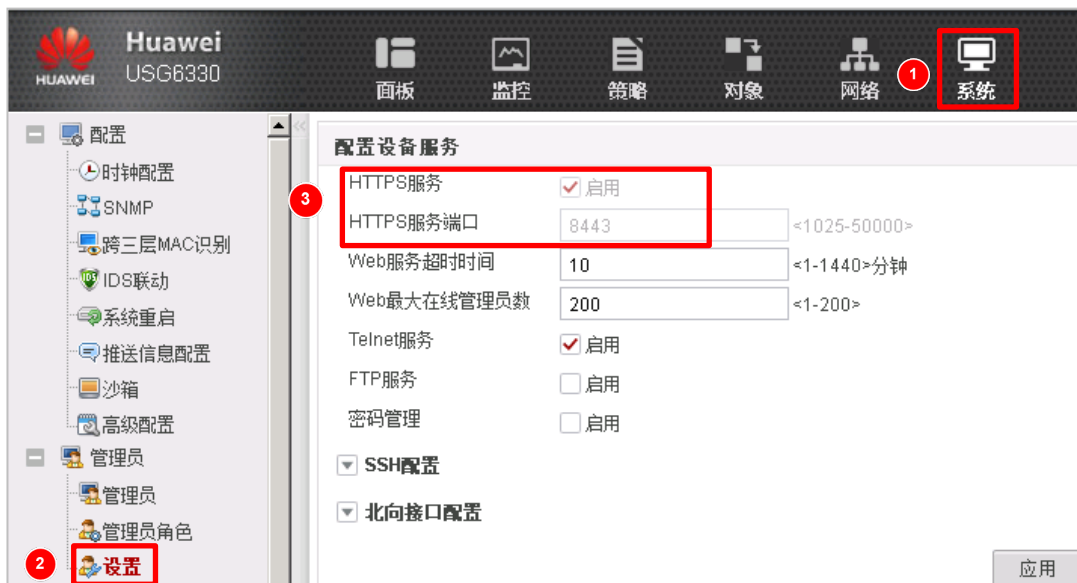 HUAWEI
Huawei
USG6330
面板
监控
策略
对象
网络
1
系统
配置
时钟配置
SNMP
跨三层MAC识别
IDS
IDS联动
系统重启
推送信息配置
沙箱
高级配置
管理员
管理员
管理员角色
2
设置
配置设备服务
3
HTTPS服务 启用
HTTPS服务端口 8443 <1025-50000>
Web服务超时时间 10 <1-1440>分钟
Web最大在线管理员数 200 <1-200>
Telnet服务 启用
FTP服务 启用
密码管理 启用
SSH配置
北向接口配置
应用